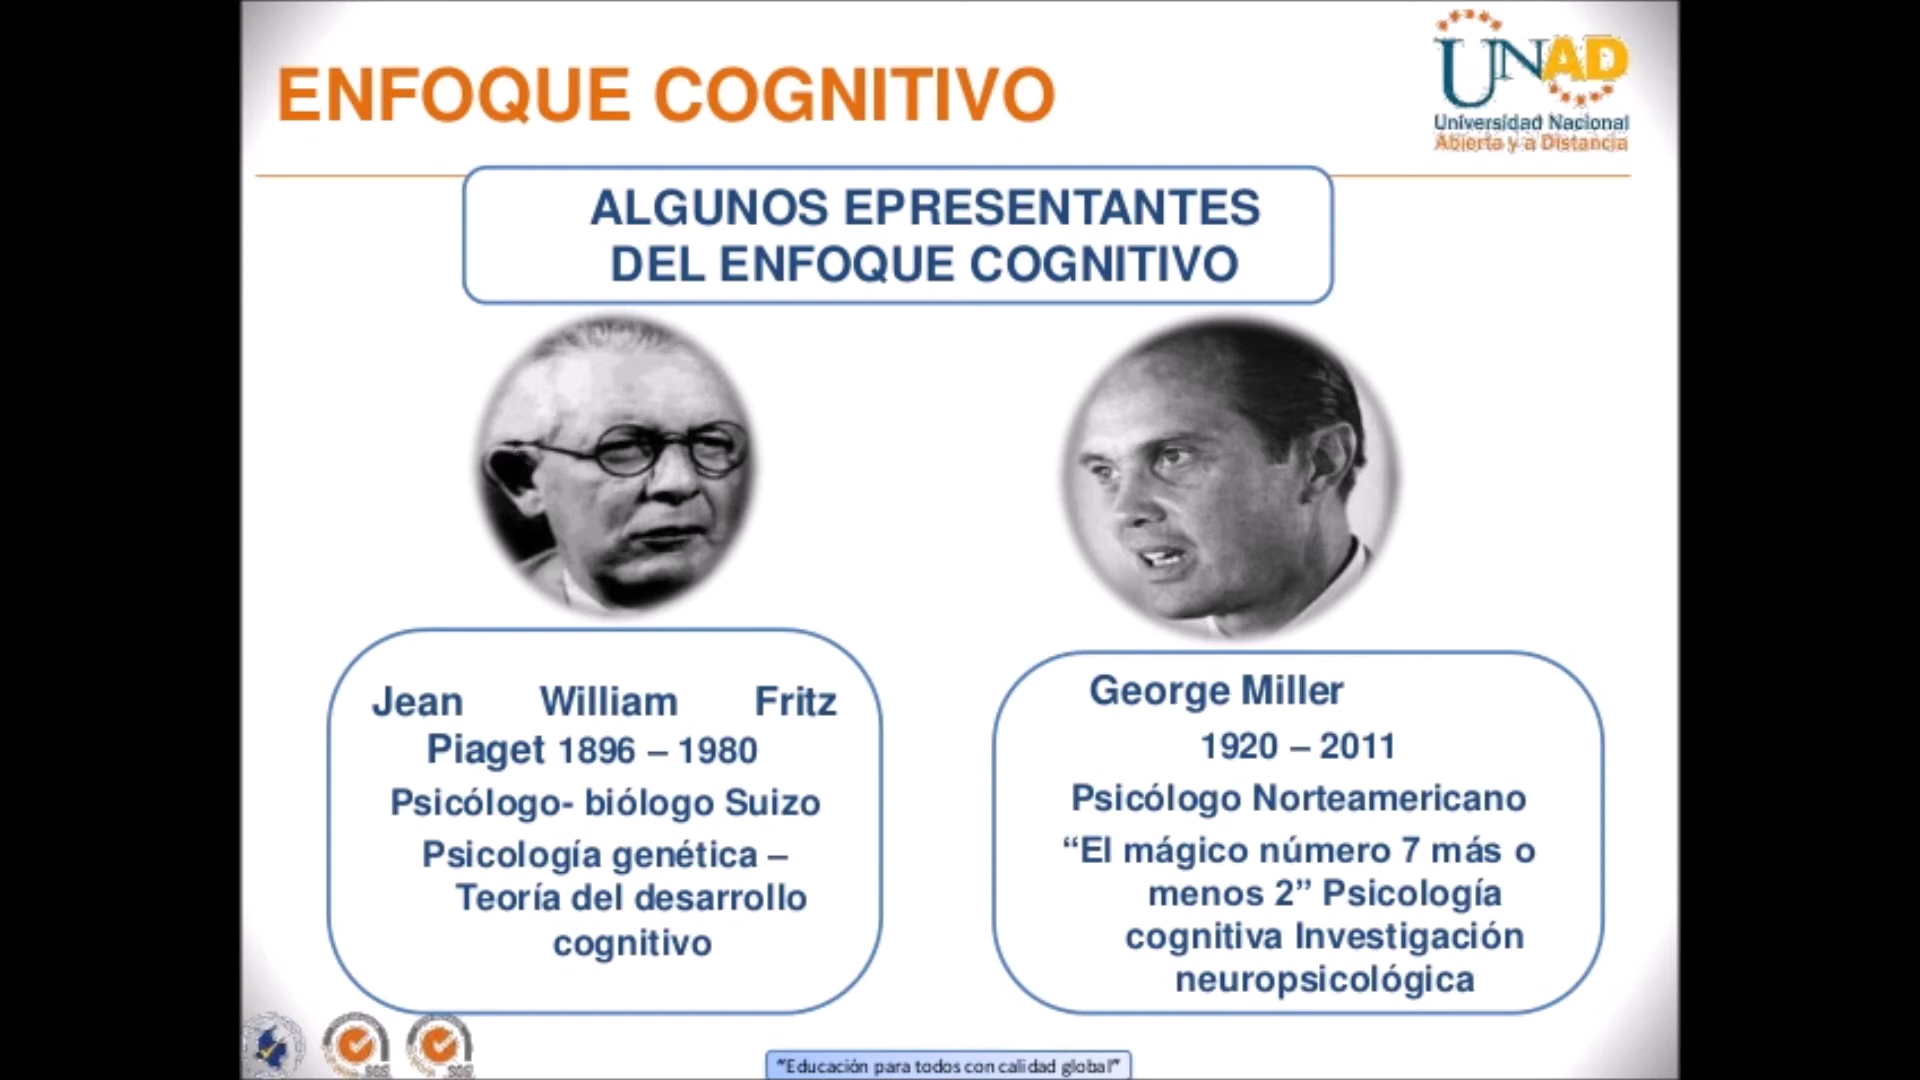 ENFOQUE COGNITIVO
UNAD
Universidad Nacional
Abierta y a Distancia
ALGUNOS EPRESENTANTES
DEL ENFOQUE COGNITIVO
Jean William Fritz
Piaget 1896 – 1980
Psicólogo- biólogo Suizo
Psicología genética –
Teoría del desarrollo
cognitivo
George Miller
1920 – 2011
Psicólogo Norteamericano
“El mágico número 7 más o
menos 2” Psicología
cognitiva Investigación
neuropsicológica
SGS
SGS
“Educación para todos con calidad global”